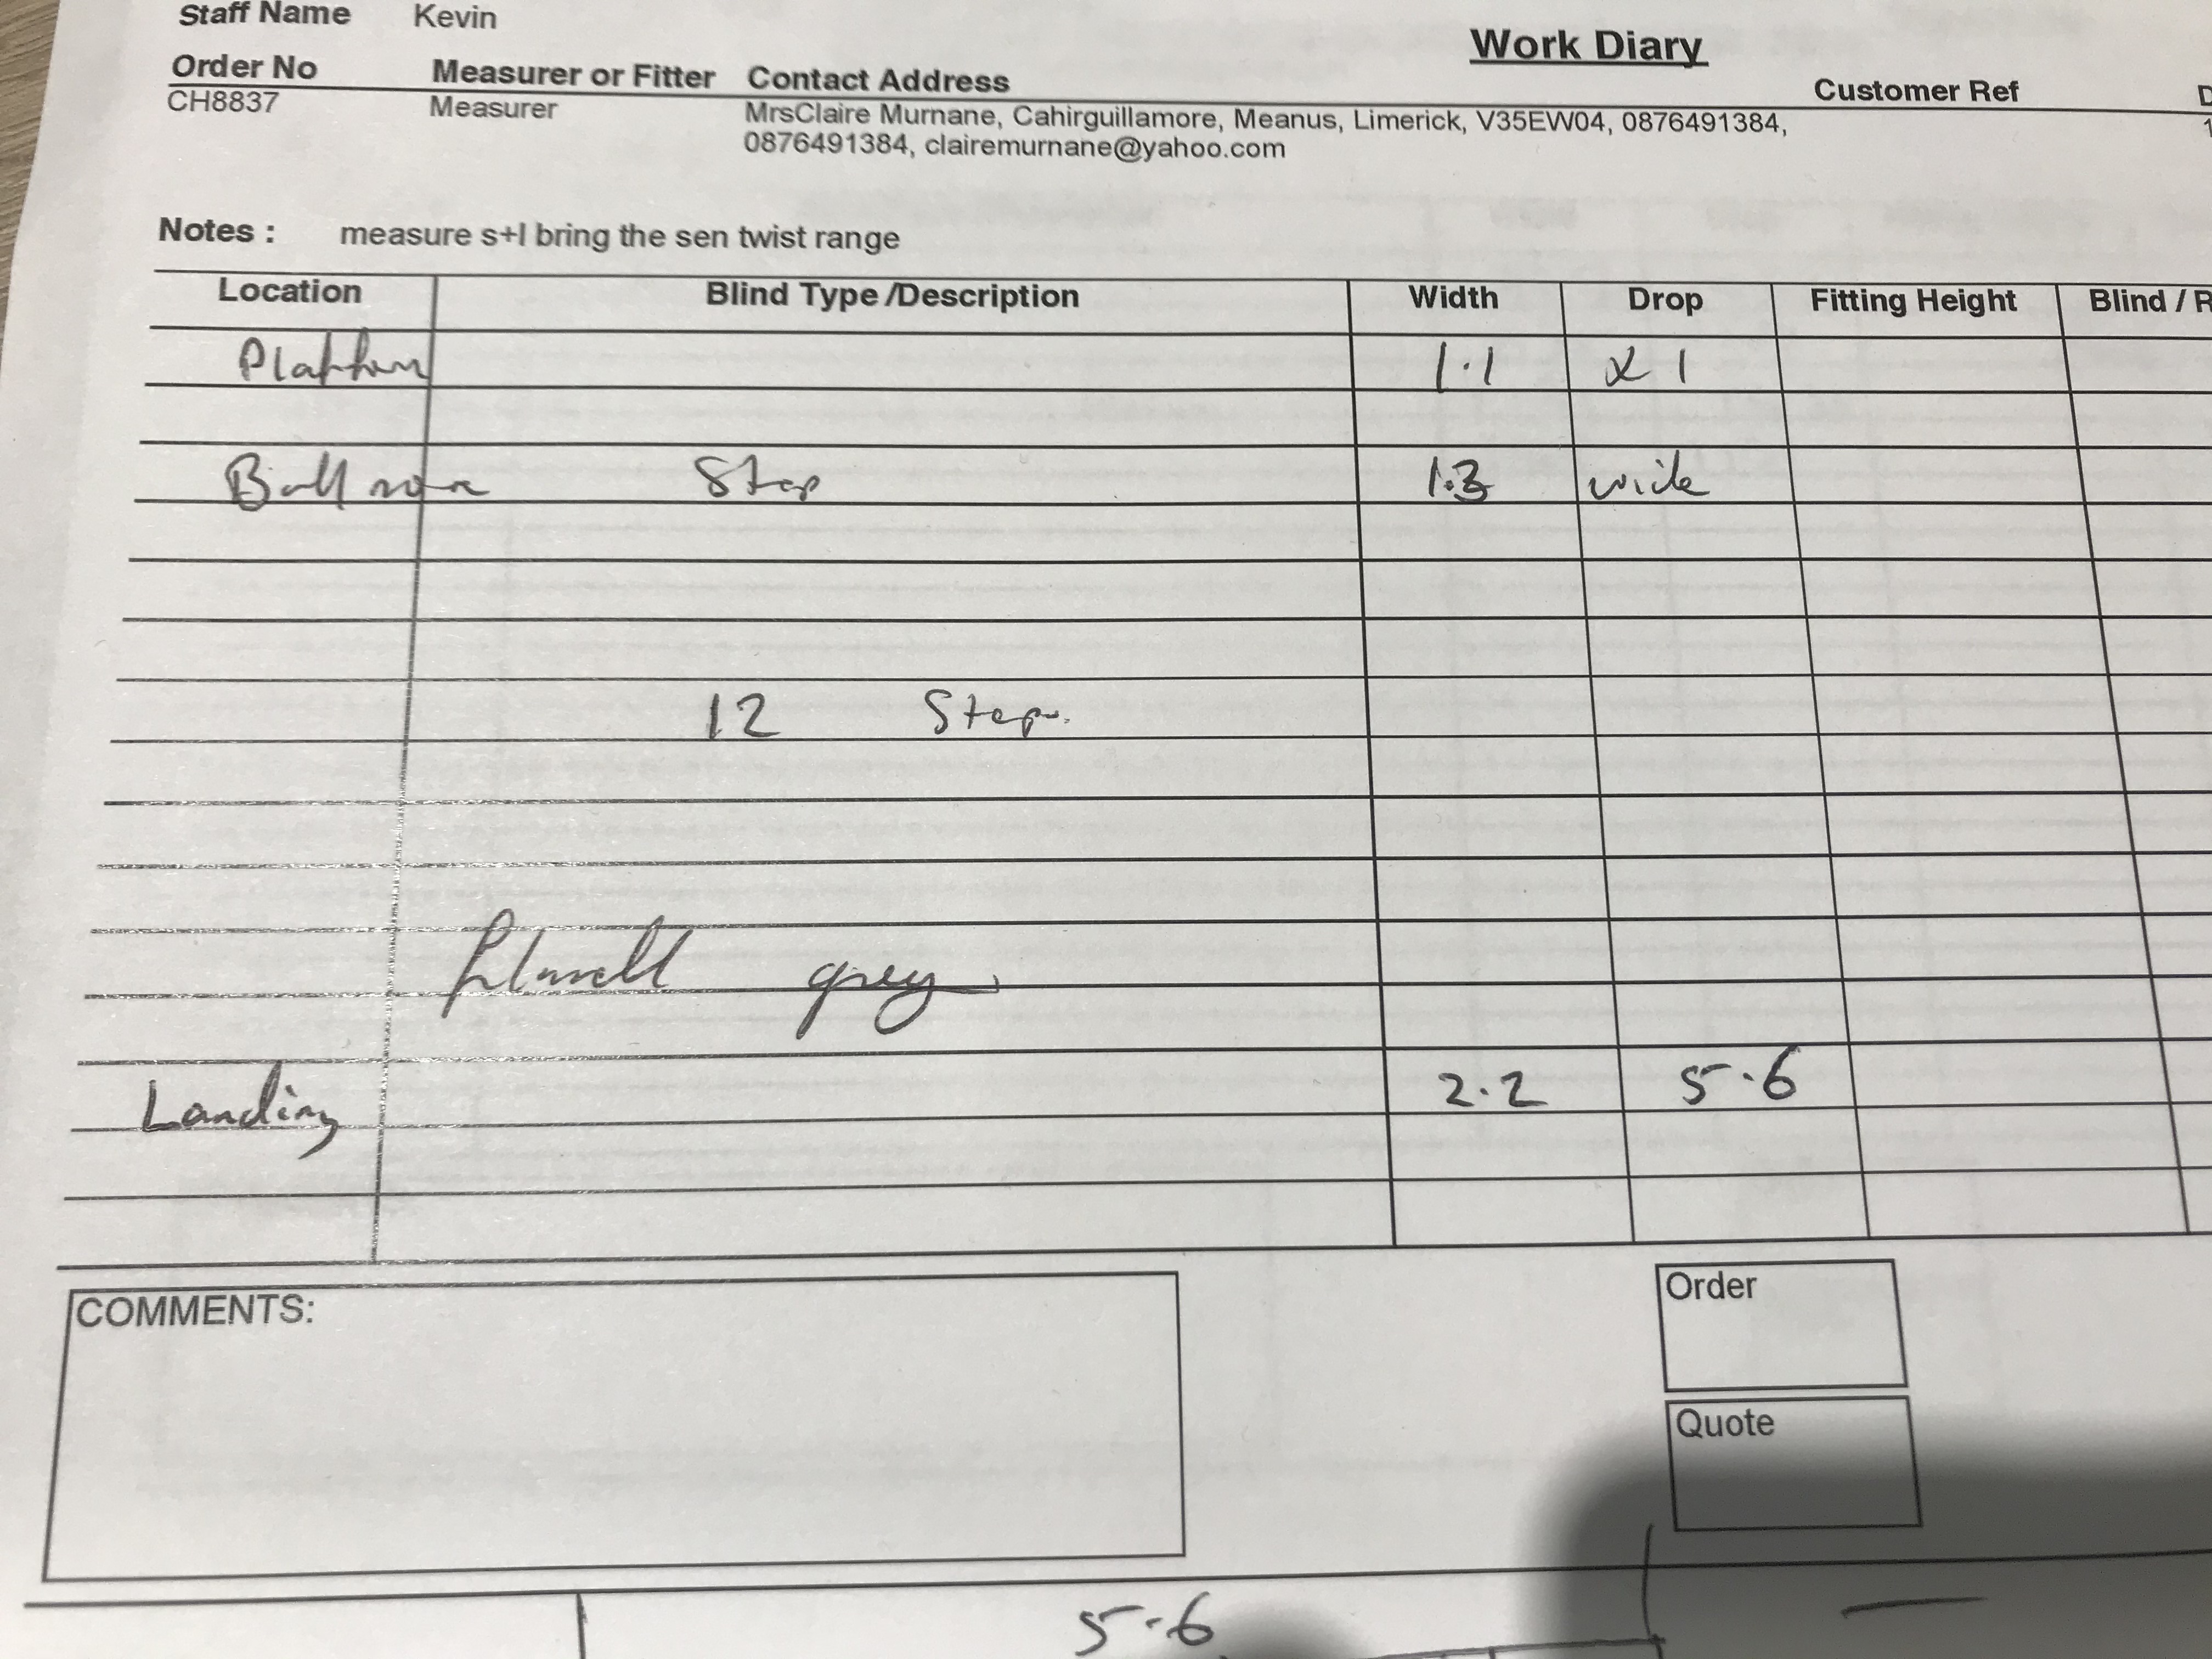 Staff Name Kevin
Work Diary
Order No Measurer or Fitter Contact Address Customer Ref
CH8837 Measurer MrsClaire Murnane, Cahirguillamore, Meanus, Limerick, V35EW04, 0876491384,
0876491384, clairemurnane@yahoo.com
Notes : measure s+l bring the sen twist range
Location Blind Type /Description Width Drop Fitting Height Blind / R
Platform 1.1 x 1
Bull nose Step 1.3 wide
12 Step
grey
Landing 2.2 5.6
COMMENTS:
Order
Quote
5.6